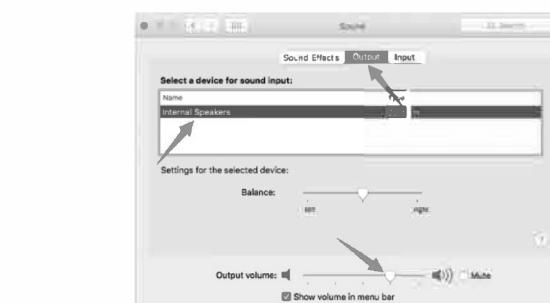 Sound
Search
Sound Effects Output Input
Select a device for sound input:
Name Type
Internal Speakers
Settings for the selected device:
Balance:
left right
?
Output volume: Mute
Show volume in menu bar